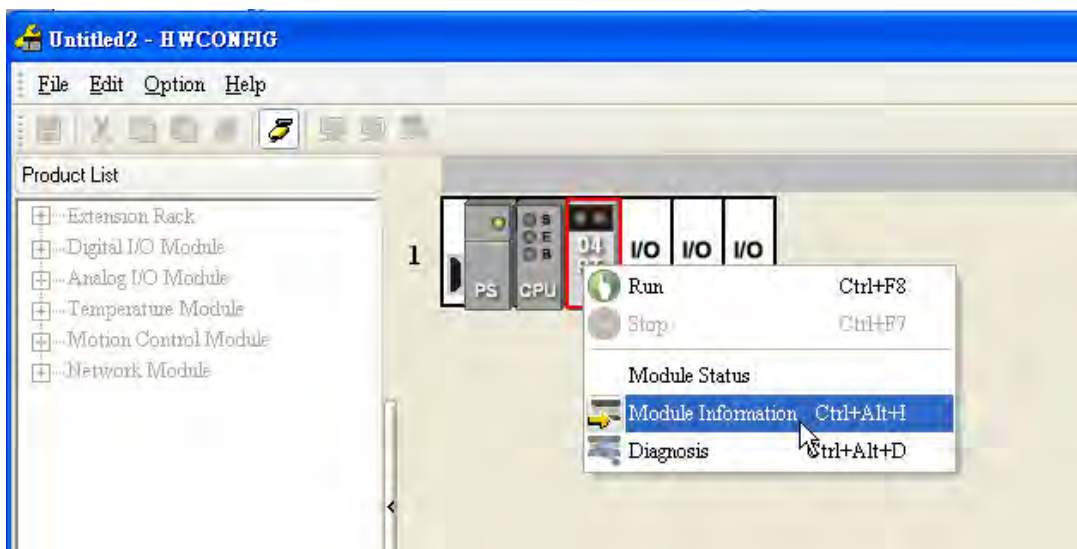 Untitled2 - HWCONFIG
File Edit Option Help
Product List
Extension Rack
Digital I/O Module
Analog I/O Module
Temperature Module
Motion Control Module
Network Module
1
PS
S
E
B
CPU
04
I/O I/O I/O
Run Ctrl+F8
Stop Ctrl+F7
Module Status
Module Information Ctrl+Alt+I
Diagnosis Ctrl+Alt+D